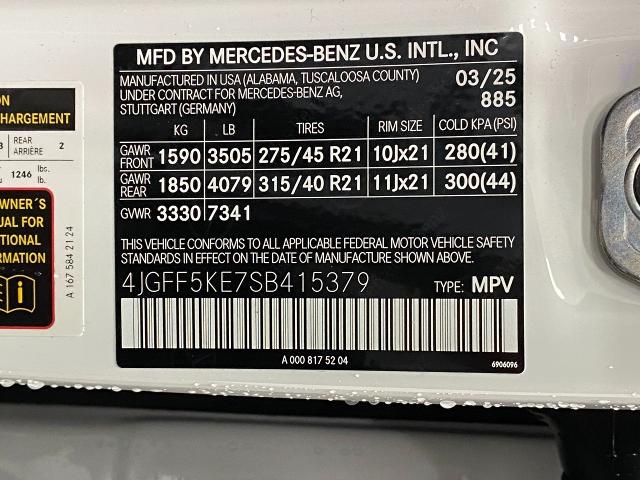 MFD BY MERCEDES-BENZ U.S. INTL., INC
MANUFACTURED IN USA (ALABAMA, TUSCALOOSA COUNTY) 03/25
UNDER CONTRACT FOR MERCEDES-BENZ AG, 885
STUTTGART (GERMANY)
KG LB TIRES RIM SIZE COLD KPA(PSI)
GAWR FRONT 1590 3505 275/45 R21 10Jx21 280(41)
GAWR REAR 1850 4079 315/40 R21 11Jx21 300(44)
GVWR 3330 7341
THIS VEHICLE CONFORMS TO ALL APPLICABLE FEDERAL MOTOR VEHICLE SAFETY
STANDARDS IN EFFECT ON THE DATE OF MANUFACTURE SHOWN ABOVE.
4JGFF5KE7SB415379 TYPE: MPV
A 000 817 52 04
6906096
ON
CHARGEMENT
3 REAR ARRIÈRE 2
1246 lbs. lb.
OWNER'S
UAL FOR
TIONAL
ORMATION
A 167 584 21 24